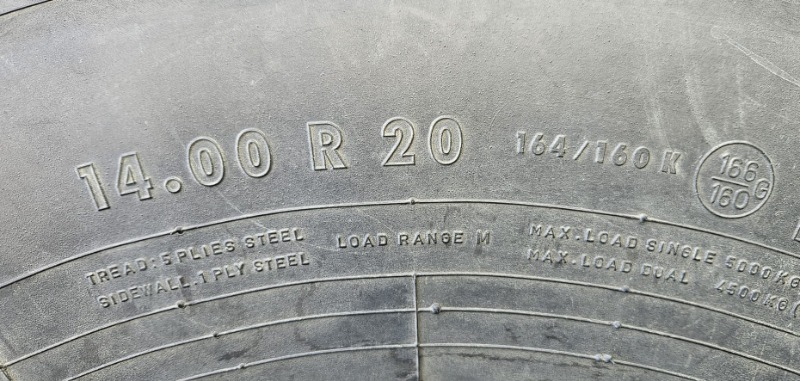 14.00 R 20 164/160 K 166/160 G
TREAD: 5 PLIES STEEL
SIDEWALL. 1 PLY STEEL
LOAD RANGE M
MAX. LOAD SINGLE 5000 KG
MAX. LOAD DUAL 4500 KG (